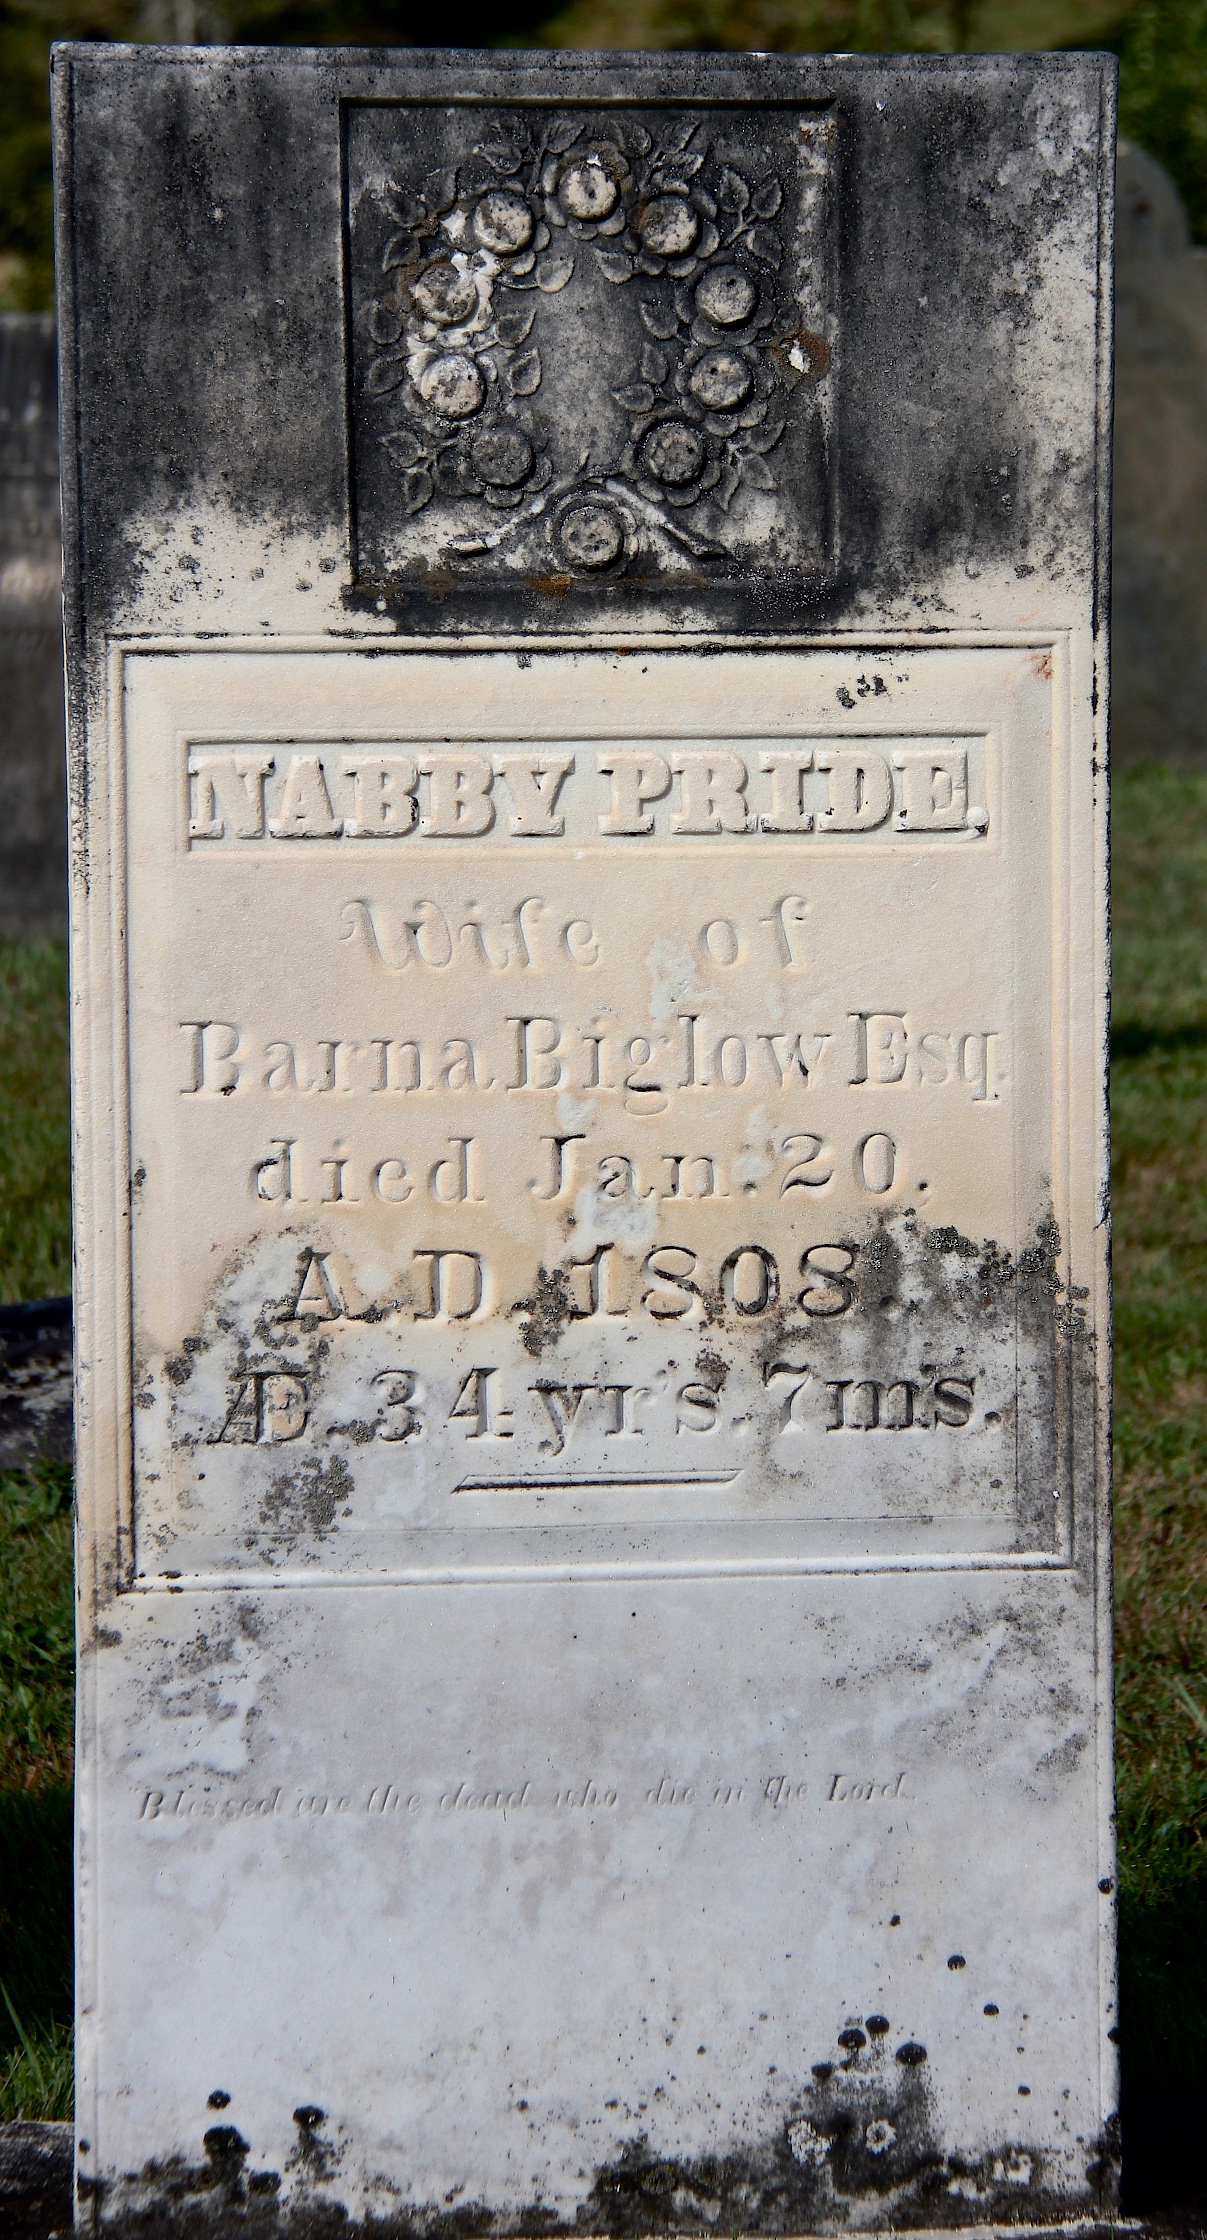 NABBY PRIDE.
Wife of
Barna Biglow Esq.
died Jan. 20,
A.D. 1808.
Æ. 34 yr's. 7 m's.
Blessed are the dead who die in the Lord.